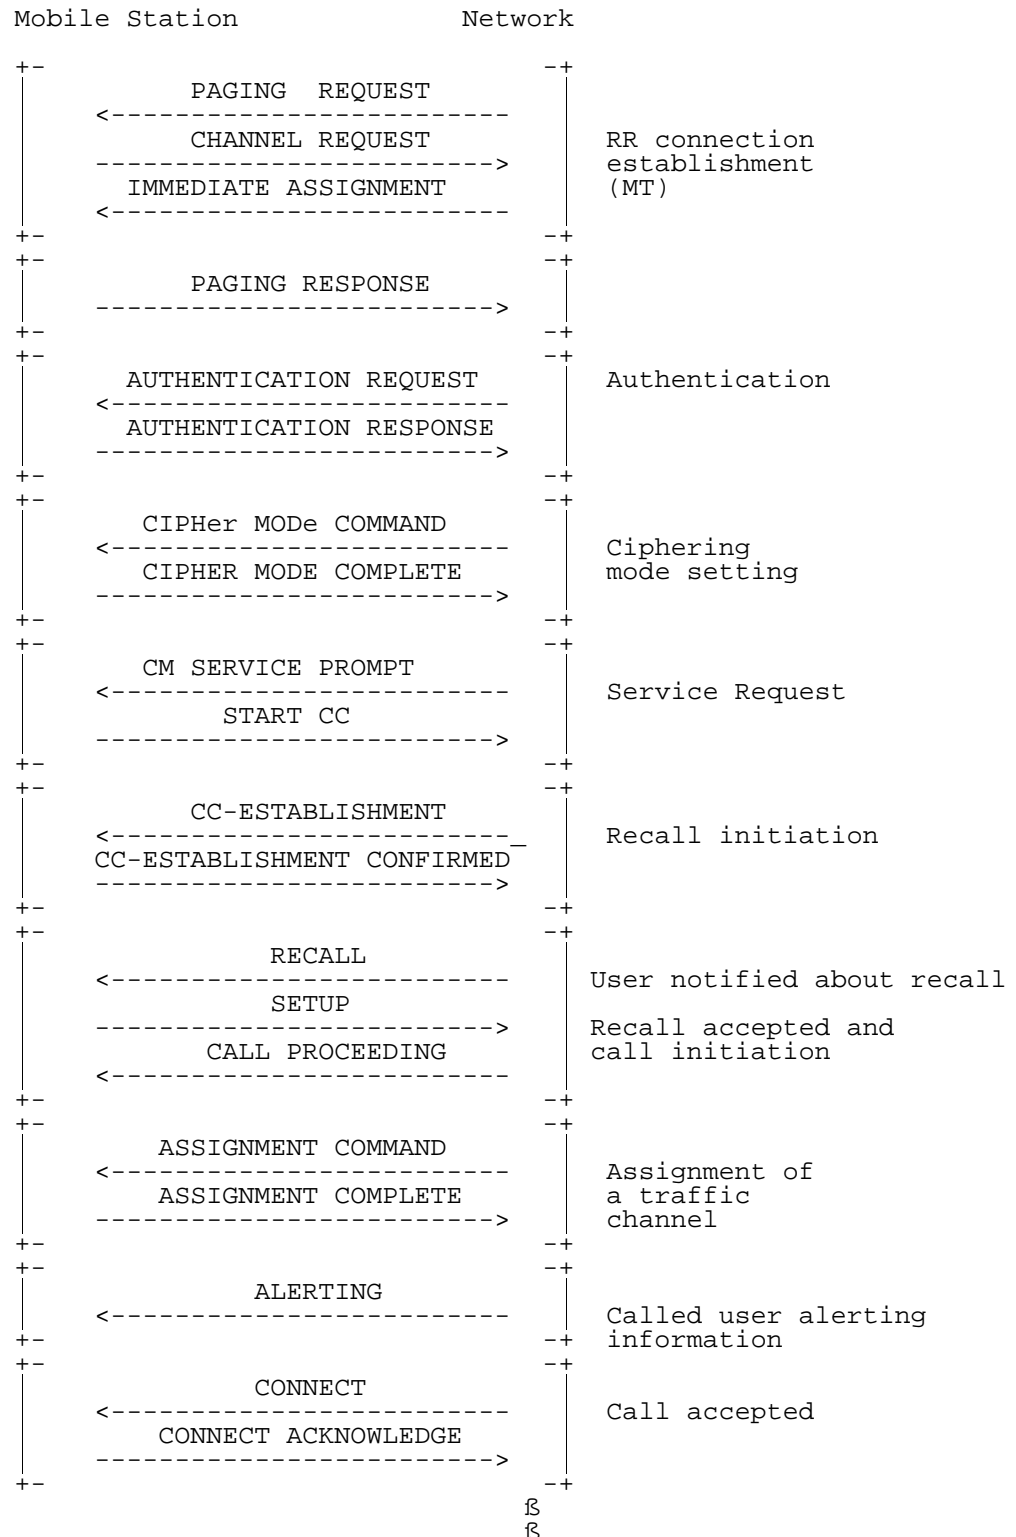 Mobile Station Network
+- -+
PAGING REQUEST
<-------------------------
CHANNEL REQUEST RR connection
-------------------------> establishment
IMMEDIATE ASSIGNMENT (MT)
<-------------------------
+- -+
+- -+
PAGING RESPONSE
------------------------->
+- -+
+- -+
AUTHENTICATION REQUEST Authentication
<-------------------------
AUTHENTICATION RESPONSE
------------------------->
+- -+
+- -+
CIPHer MODe COMMAND
<------------------------- Ciphering
CIPHER MODE COMPLETE mode setting
------------------------->
+- -+
+- -+
CM SERVICE PROMPT
<------------------------- Service Request
START CC
------------------------->
+- -+
+- -+
CC-ESTABLISHMENT
<-------------------------_ Recall initiation
CC-ESTABLISHMENT CONFIRMED
------------------------->
+- -+
+- -+
RECALL
<------------------------- User notified about recall
SETUP
-------------------------> Recall accepted and
CALL PROCEEDING call initiation
<-------------------------
+- -+
+- -+
ASSIGNMENT COMMAND
<------------------------- Assignment of
ASSIGNMENT COMPLETE a traffic
-------------------------> channel
+- -+
+- -+
ALERTING
<------------------------- Called user alerting
+- -+ information
+- -+
CONNECT
<------------------------- Call accepted
CONNECT ACKNOWLEDGE
------------------------->
+- -+
ß
ß